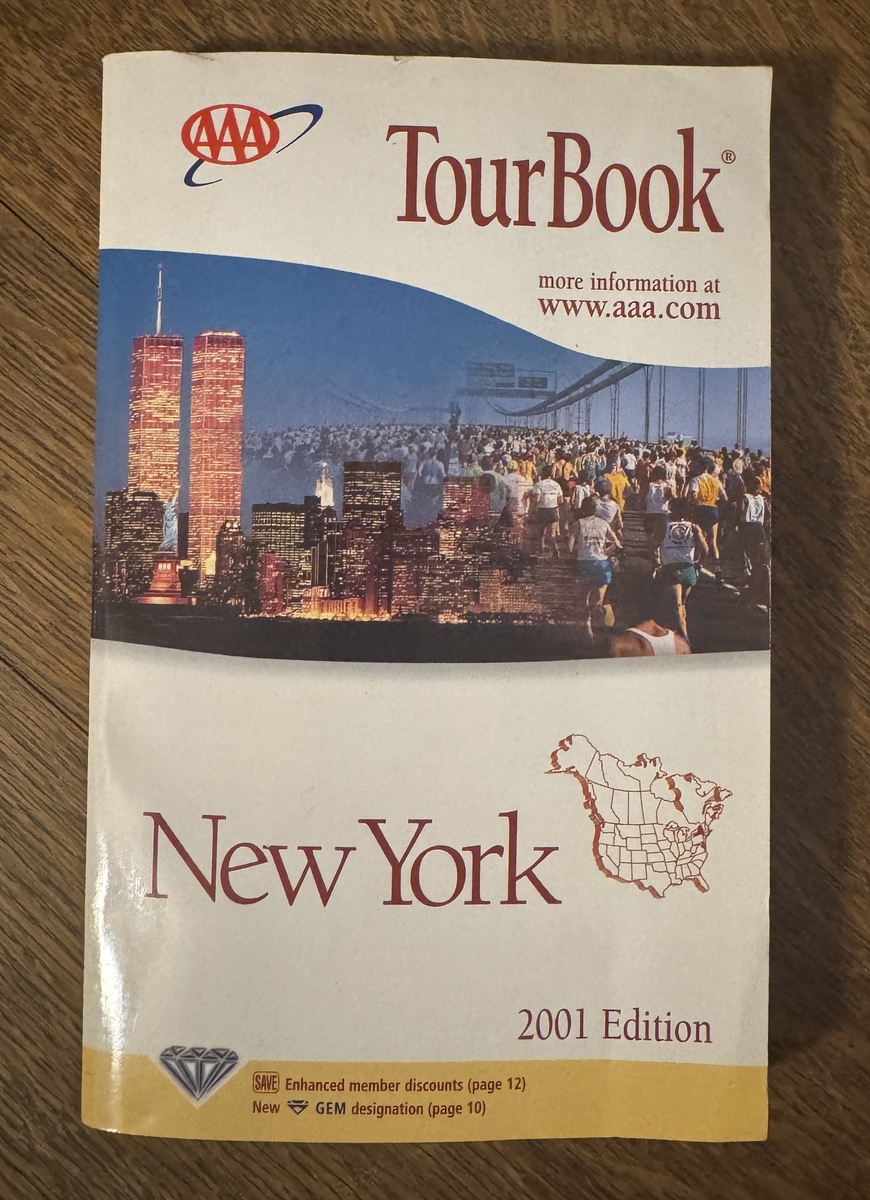 AAA
TourBook®
more information at
www.aaa.com
New York
2001 Edition
SAVE Enhanced member discounts (page 12)
New GEM designation (page 10)